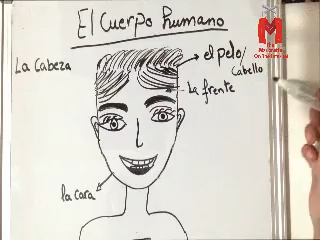 El Cuerpo humano
La Cabeza
el pelo/
Cabello
La frente
la cara